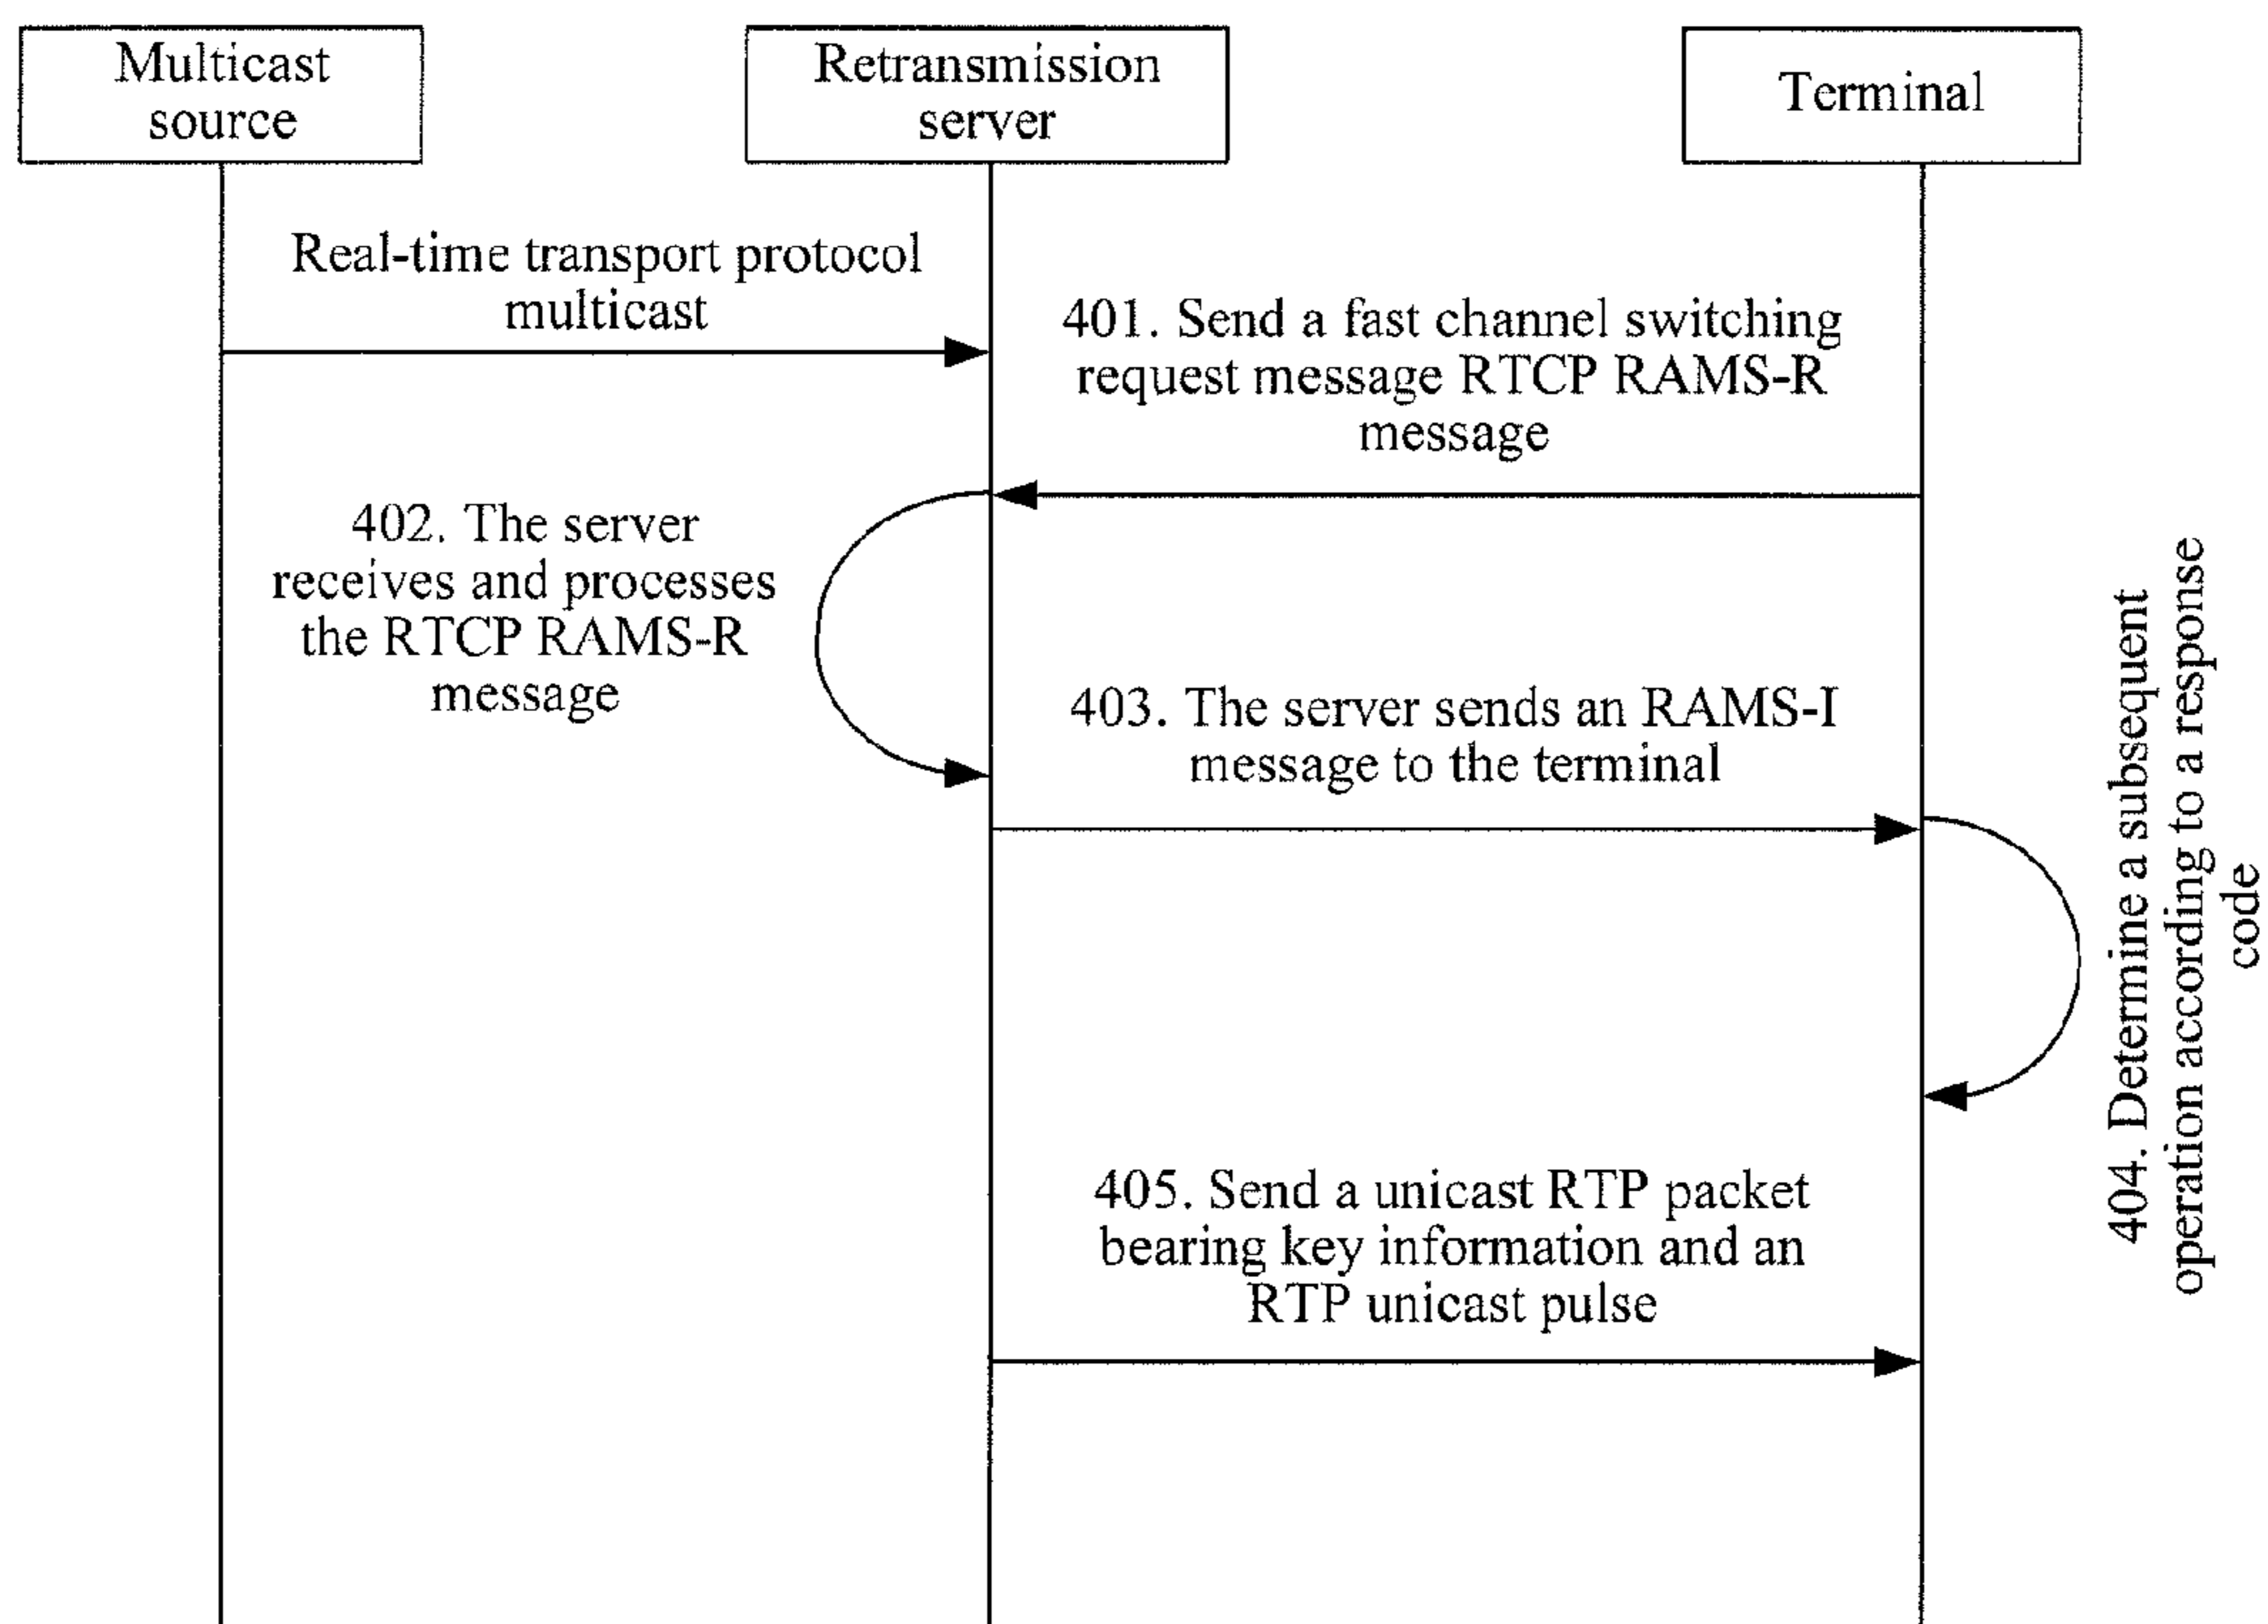 Multicast
source
Retransmission
server
Terminal
Real-time transport protocol
multicast
401. Send a fast channel switching
request message RTCP RAMS-R
message
402. The server
receives and processes
the RTCP RAMS-R
message
403. The server sends an RAMS-I
message to the terminal
404. Determine a subsequent
operation according to a response
code
405. Send a unicast RTP packet
bearing key information and an
RTP unicast pulse